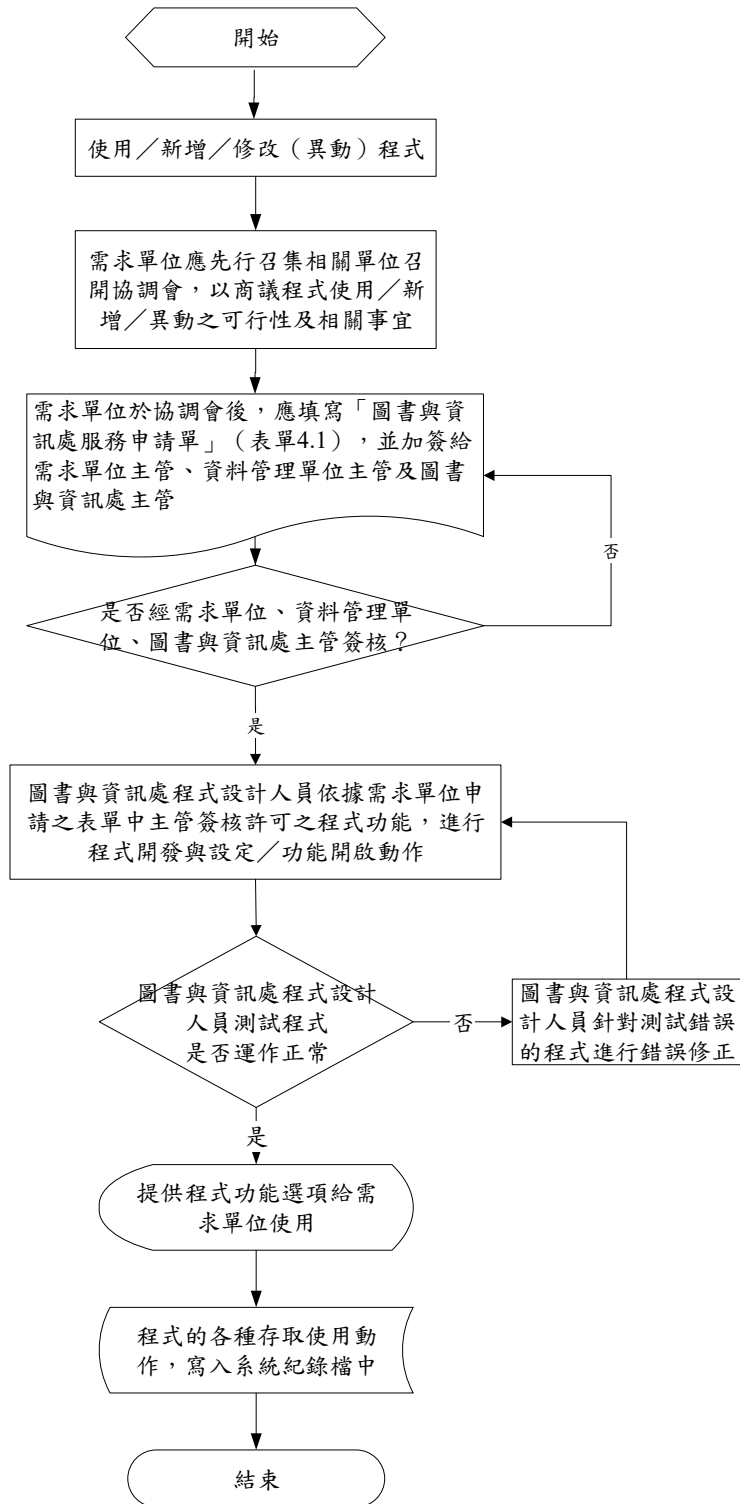 開始
使用／新增／修改（異動）程式
需求單位應先行召集相關單位召
開協調會，以商議程式使用／新
增／異動之可行性及相關事宜
需求單位於協調會後，應填寫「圖書與資
訊處服務申請單」（表單4.1），並加簽給
需求單位主管、資料管理單位主管及圖書
與資訊處主管
否
是否經需求單位、資料管理單
位、圖書與資訊處主管簽核？
是
圖書與資訊處程式設計人員依據需求單位申
請之表單中主管簽核許可之程式功能，進行
程式開發與設定／功能開啟動作
圖書與資訊處程式設計
人員測試程式
是否運作正常
否
圖書與資訊處程式設
計人員針對測試錯誤
的程式進行錯誤修正
是
提供程式功能選項給需
求單位使用
程式的各種存取使用動
作，寫入系統紀錄檔中
結束